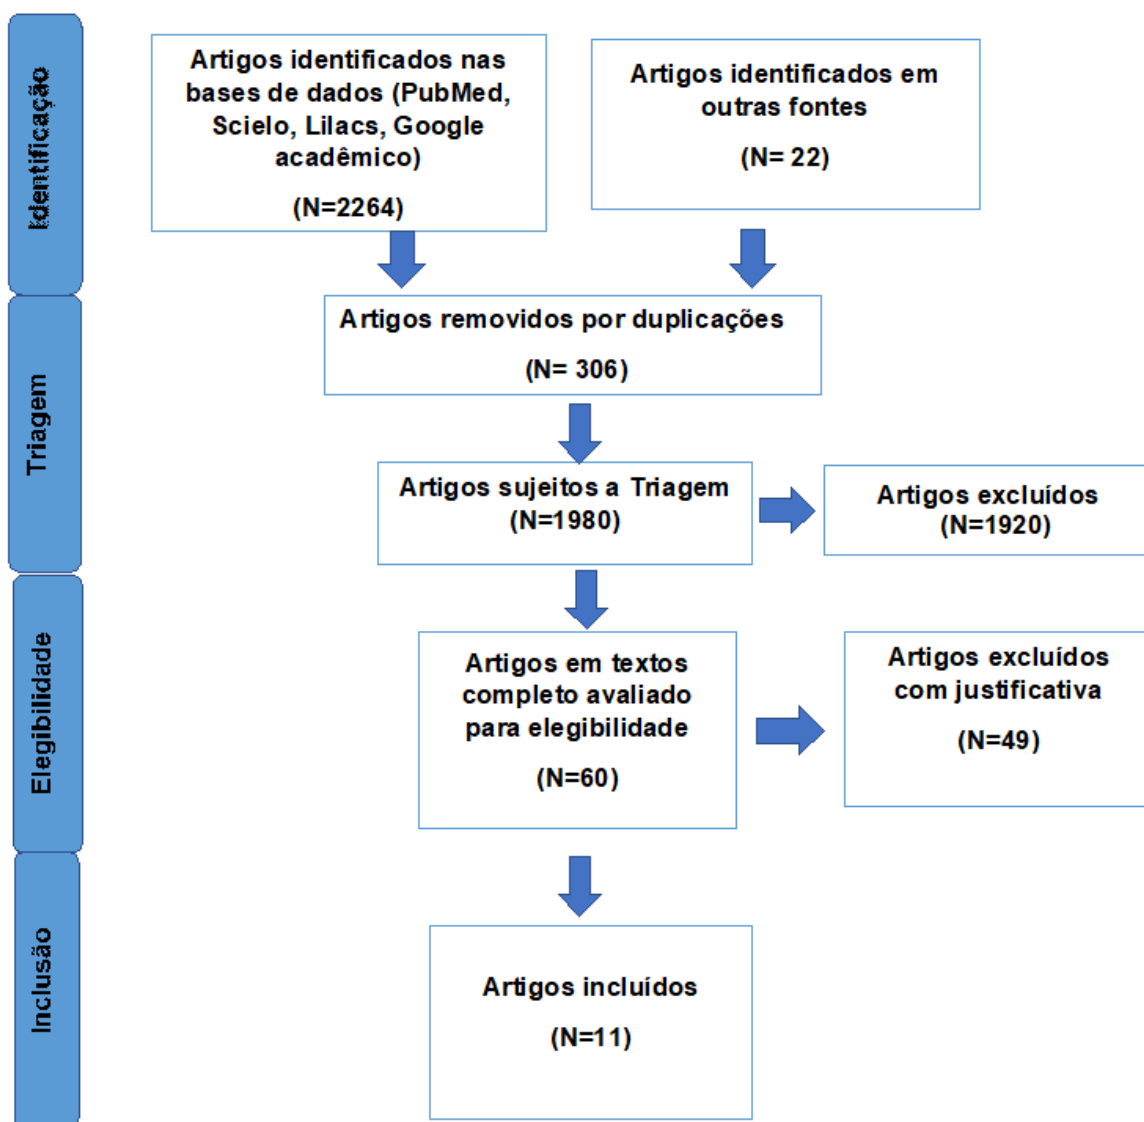 Identificação
Artigos identificados nas
bases de dados (PubMed,
Scielo, Lilacs, Google
acadêmico)
(N=2264)
Artigos identificados em
outras fontes
(N= 22)
Triagem
Artigos removidos por duplicações
(N= 306)
Artigos sujeitos a Triagem
(N=1980)
Artigos excluídos
(N=1920)
Elegibilidade
Artigos em textos
completo avaliado
para elegibilidade
(N=60)
Artigos excluídos
com justificativa
(N=49)
Inclusão
Artigos incluídos
(N=11)